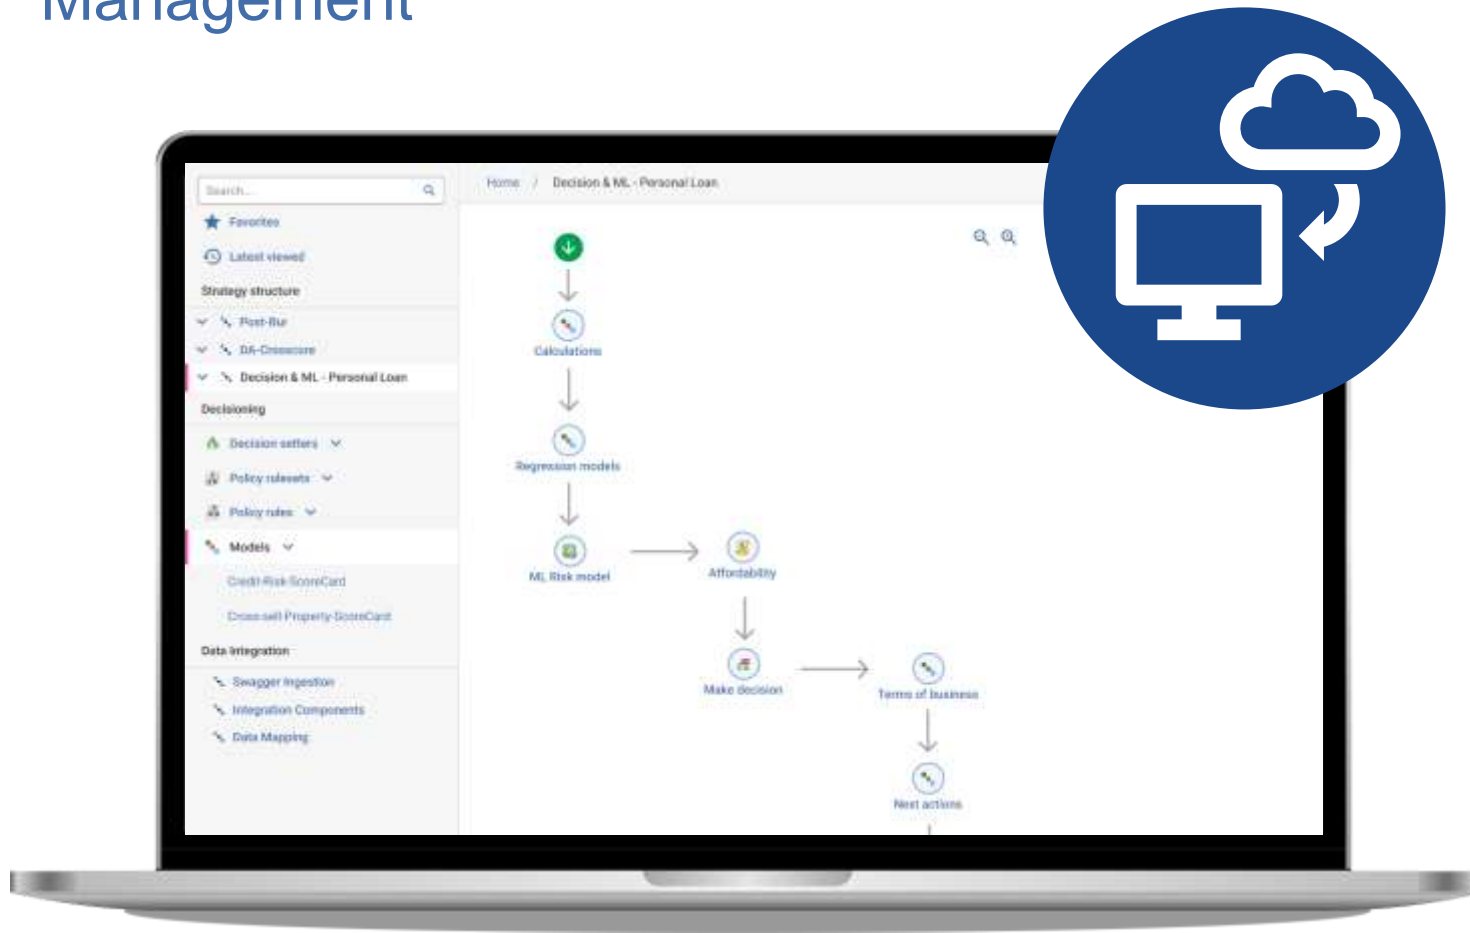 Management
Search...
Favorites
Latest viewed
Strategy structure
Post-Bur
DA-Crosscore
Decision & ML - Personal Loan
Decisioning
Decision setters
Policy rulesets
Policy rules
Models
Credit-Risk-ScoreCard
Cross-sell-Property-ScoreCard
Data Integration
Swagger Ingestion
Integration Components
Data Mapping
Home / Decision & ML - Personal Loan
Calculations
Regression models
ML Risk model
Affordability
Make decision
Terms of business
Next actions